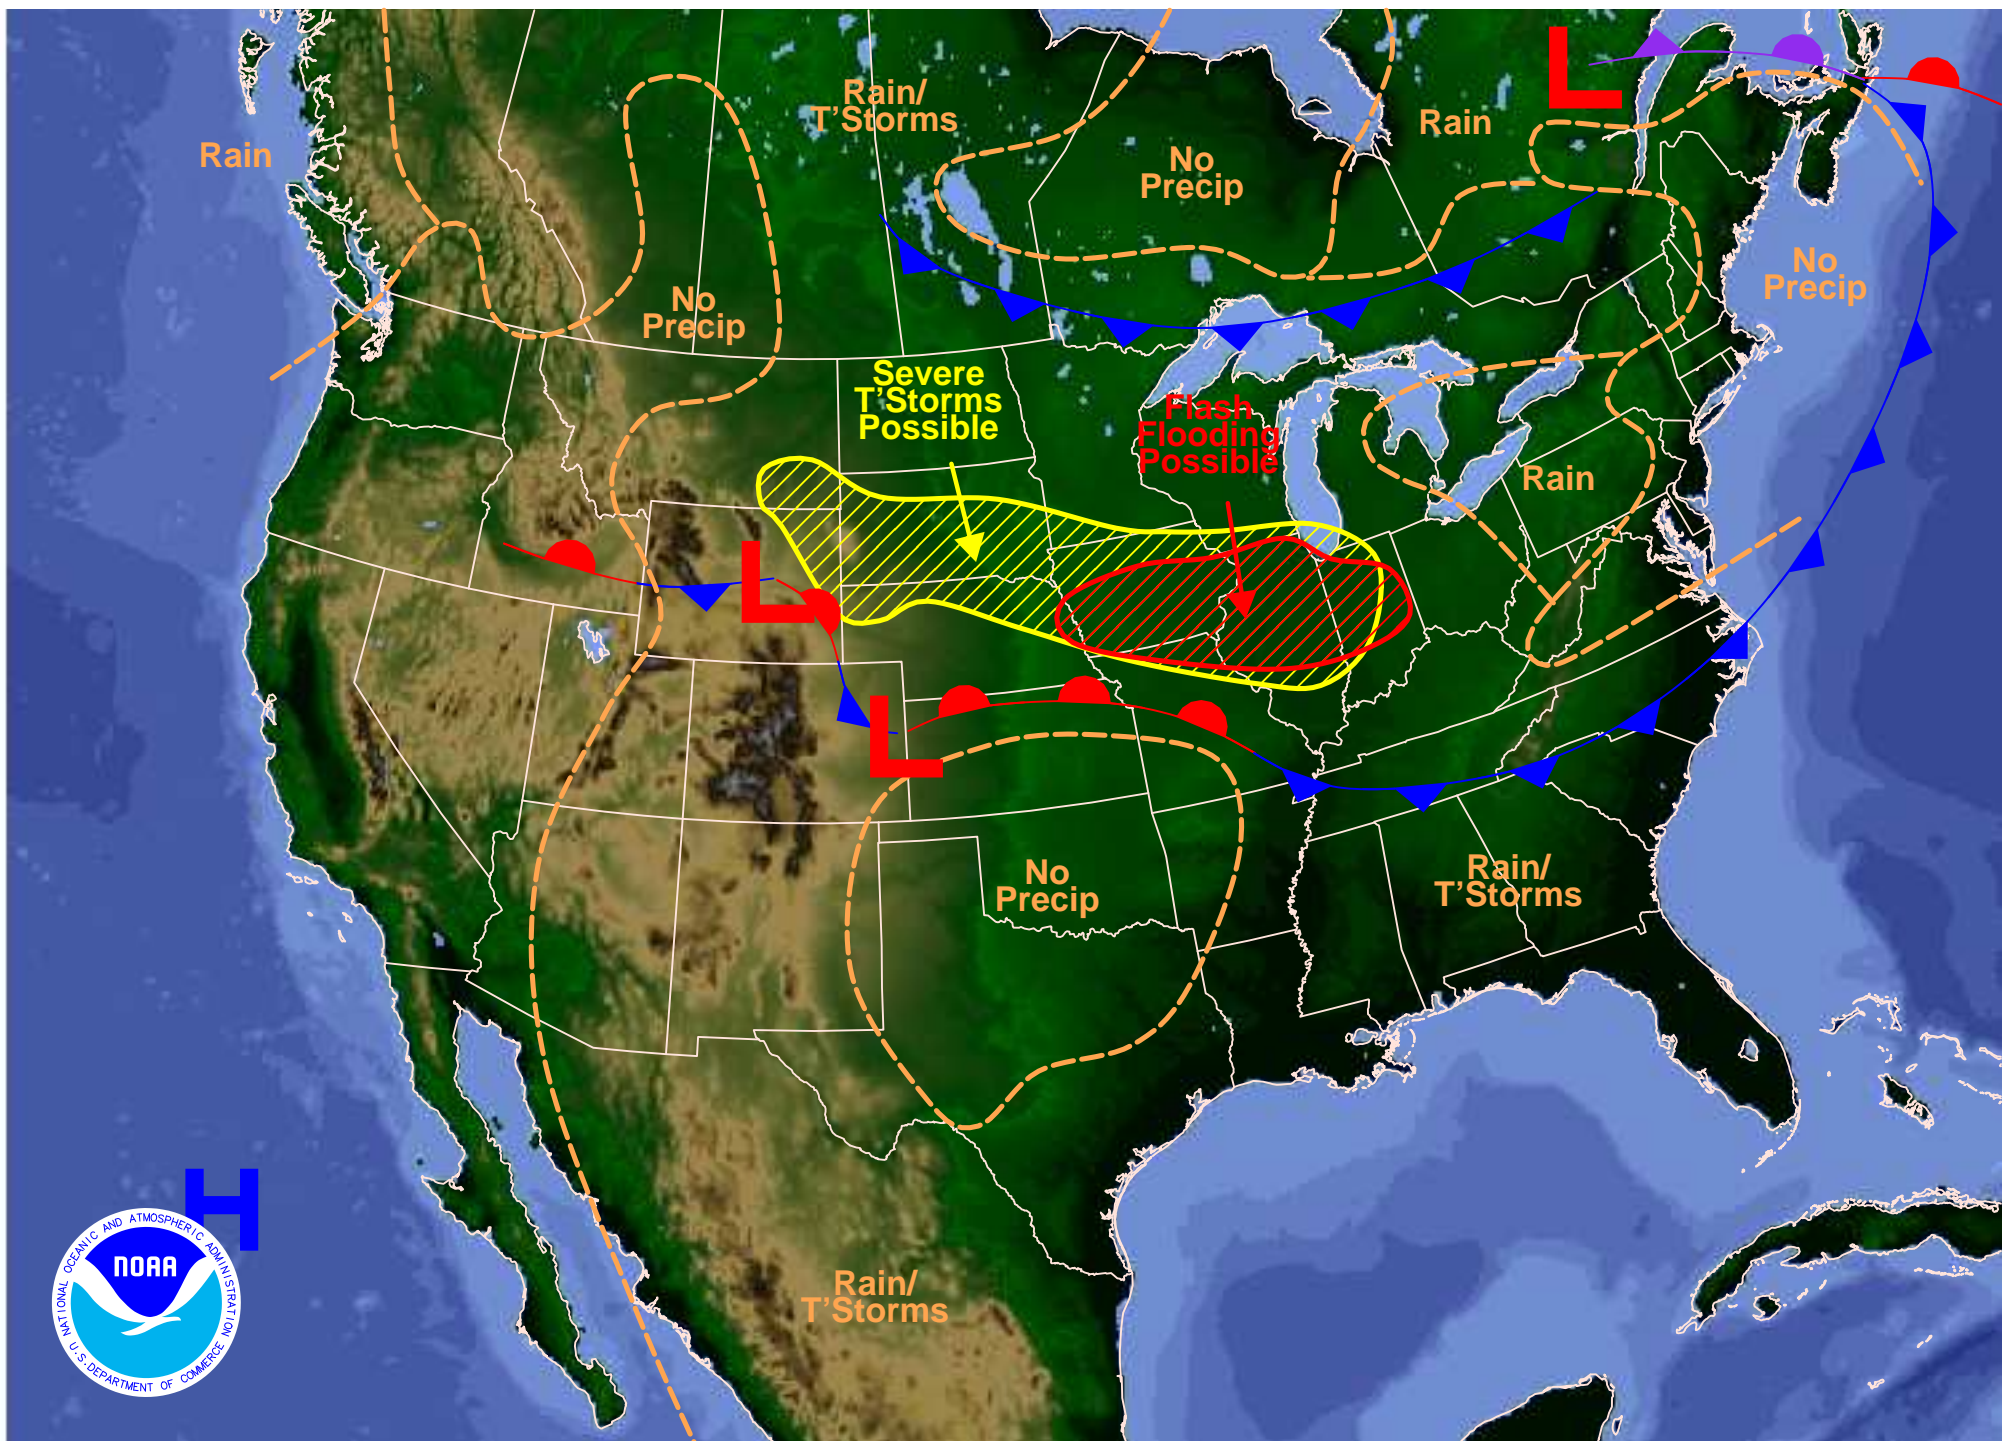 L
Rain/
T'Storms
Rain
Rain
No
Precip
No
Precip
No
Precip
Severe
T'Storms
Possible
Flash
Flooding
Possible
Rain
L
L
No
Precip
Rain/
T'Storms
H
Rain/
T'Storms
NATIONAL OCEANIC AND ATMOSPHERIC ADMINISTRATION
NOAA
U.S. DEPARTMENT OF COMMERCE